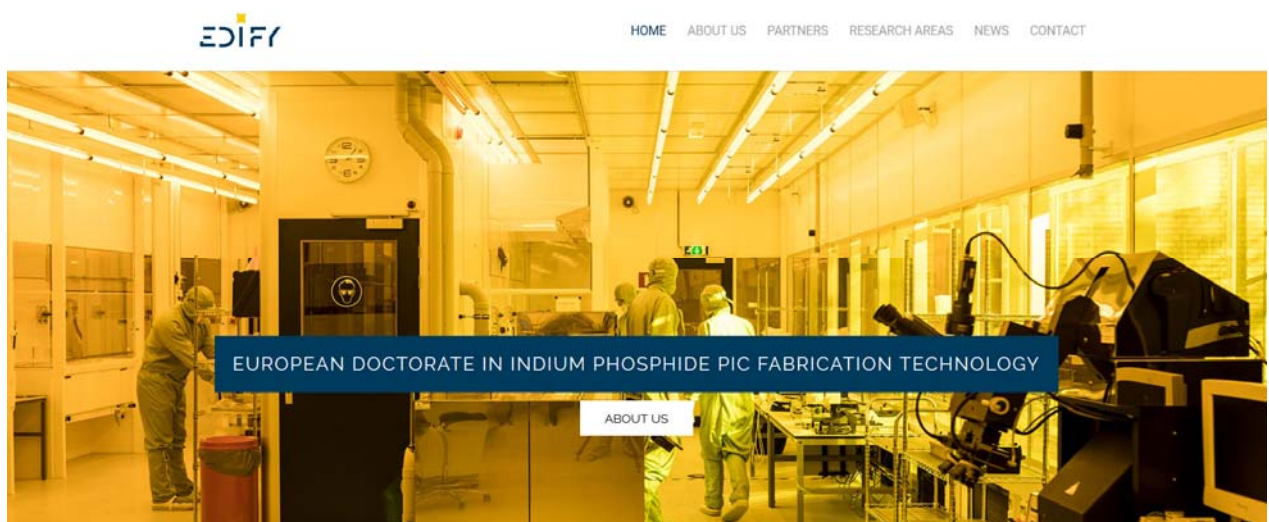 EDIFY
HOME ABOUT US PARTNERS RESEARCH AREAS NEWS CONTACT
EUROPEAN DOCTORATE IN INDIUM PHOSPHIDE PIC FABRICATION TECHNOLOGY
ABOUT US